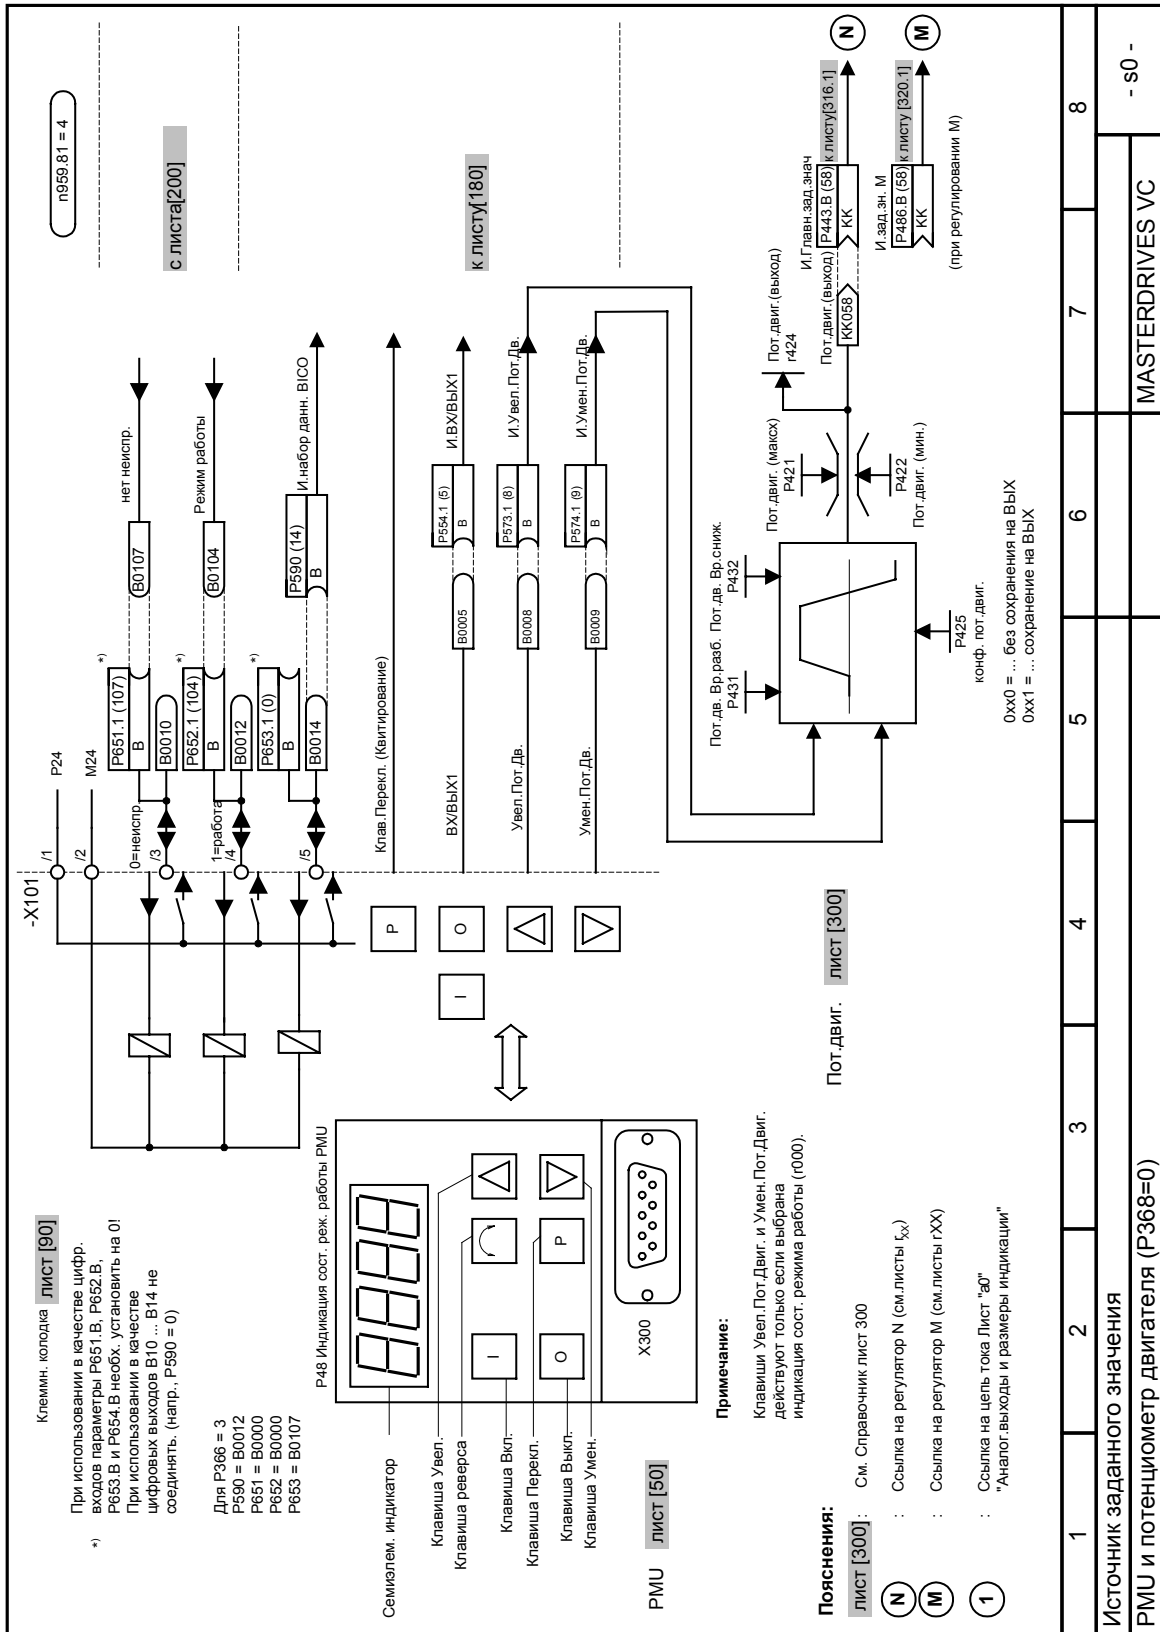 n959.81 = 4
Клеммн. колодка лист [90]
*) При использовании в качестве цифр.
входов параметры P651.B, P652.B,
P653.B и P654.B необх. установить на 0!
При использовании в качестве
цифровых выходов B10 ... B14 не
соединять. (напр., P590 = 0)
Для P366 = 3
P590 = B0012
P651 = B0000
P652 = B0000
P653 = B0107
-X101
/1
P24
/2
M24
0=неиспр.
/3
P651.1 (107)
*)
B
B0010
B0107
нет неиспр.
1=работа
/4
P652.1 (104)
*)
B
B0012
B0104
Режим работы
/5
P653.1 (0)
*)
B
B0014
P590 (14)
B
И.набор данн. BICO
с листа[200]
P48 Индикация сост. реж. работы PMU
Семиэлем. индикатор
Клавиша Увел.
Клавиша реверса
Клавиша Вкл.
Клавиша Перекл.
Клавиша Выкл.
Клавиша Умен.
I
O
P
X300
PMU лист [50]
P
I
O
Клав.Перекл. (Квитирование)
ВХ/ВЫХ1
B0005
P554.1 (5)
B
И.ВХ/ВЫХ1
Увел.Пот.Дв.
B0008
P573.1 (8)
B
И.Увел.Пот.Дв.
Умен.Пот.Дв.
B0009
P574.1 (9)
B
И.Умен.Пот.Дв.
к листу[180]
Примечание:
Клавиши Увел.Пот.Двиг. и Умен.Пот.Двиг.
действуют только если выбрана
индикация сост. режима работы (r000).
Пот.двиг. лист [300]
Пот.дв. Вр.разб.
P431
Пот.дв. Вр.сниж.
P432
Пот.двиг. (максх)
P421
P422
Пот.двиг. (мин.)
Пот.двиг.(выход)
r424
Пот.двиг.(выход)
KK058
И.Главн.зад.знач
P443.B (58)
KK
к листу[316.1]
N
И.зад.зн. М
P486.B (58)
KK
к листу [320.1]
M
(при регулировании М)
P425
конф. пот.двиг.
0xx0 = ... без сохранения на ВЫХ
0xx1 = ... сохранение на ВЫХ
Пояснения:
лист [300] : См. Справочник лист 300
N : Ссылка на регулятор N (см.листы rxx)
M : Ссылка на регулятор М (см.листы rXX)
1 : Ссылка на цепь тока Лист "a0"
"Аналог.выходы и размеры индикации"
1 2 3 4 5 6 7 8
Источник заданного значения
PMU и потенциометр двигателя (P368=0)
MASTERDRIVES VC
- s0 -